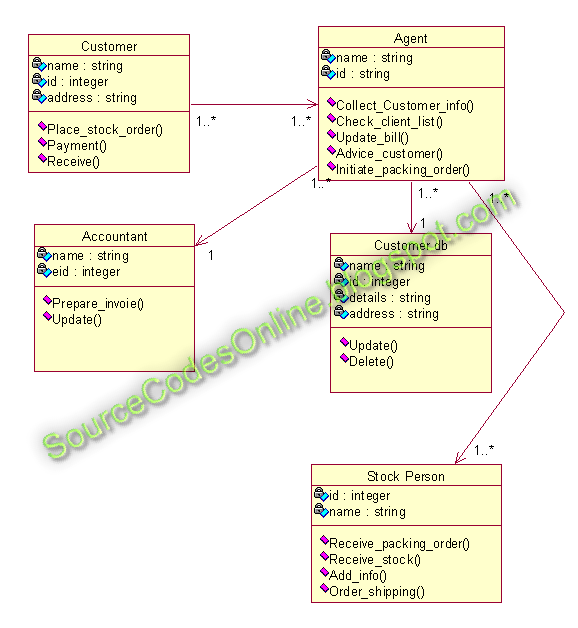 Customer
name : string
id : integer
address : string
Place_stock_order()
Payment()
Receive()
Agent
name : string
id : string
Collect_Customer_info()
Check_client_list()
Update_bill()
Advice_customer()
Initiate_packing_order()
1..*
1..*
1..*
1
1..*
1
1..*
1..*
Accountant
name : string
eid : integer
Prepare_invoie()
Update()
Customer db
name : string
id : integer
details : string
address : string
Update()
Delete()
Stock Person
id : integer
name : string
Receive_packing_order()
Receive_stock()
Add_info()
Order_shipping()
SourceCodesOnline.blogspot.com